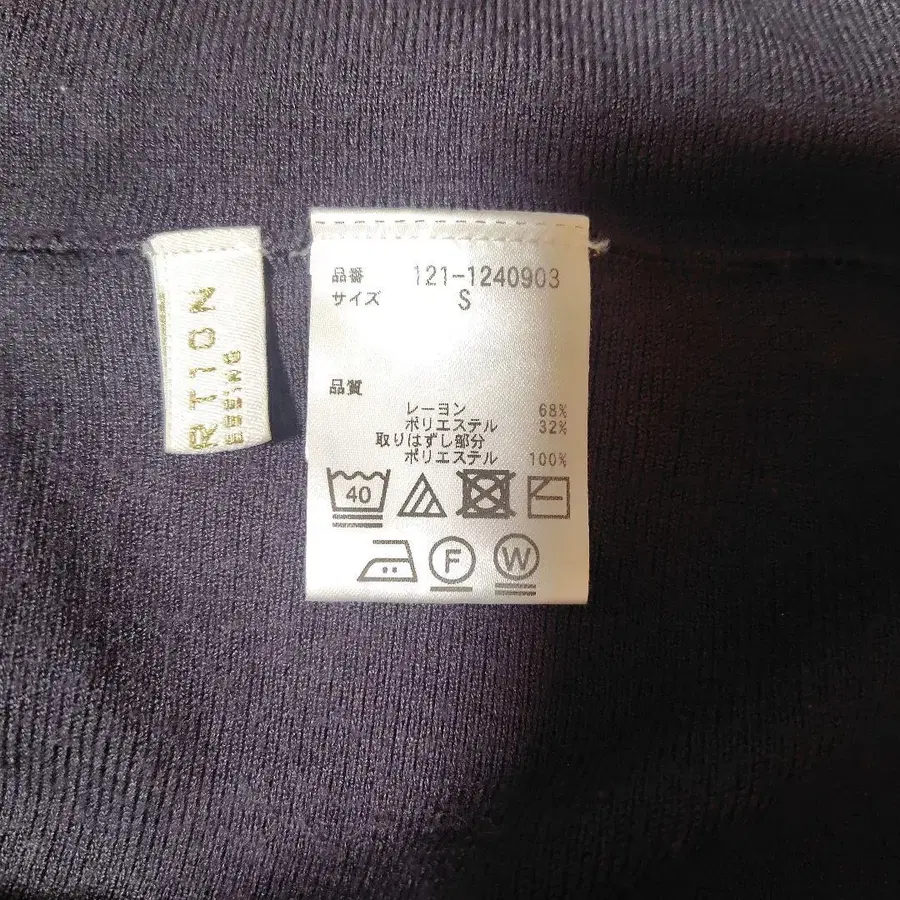 RTION
品番 121-1240903
サイズ S
品質
レーヨン 68%
ポリエステル 32%
取りはずし部分
ポリエステル 100%
40
F
W